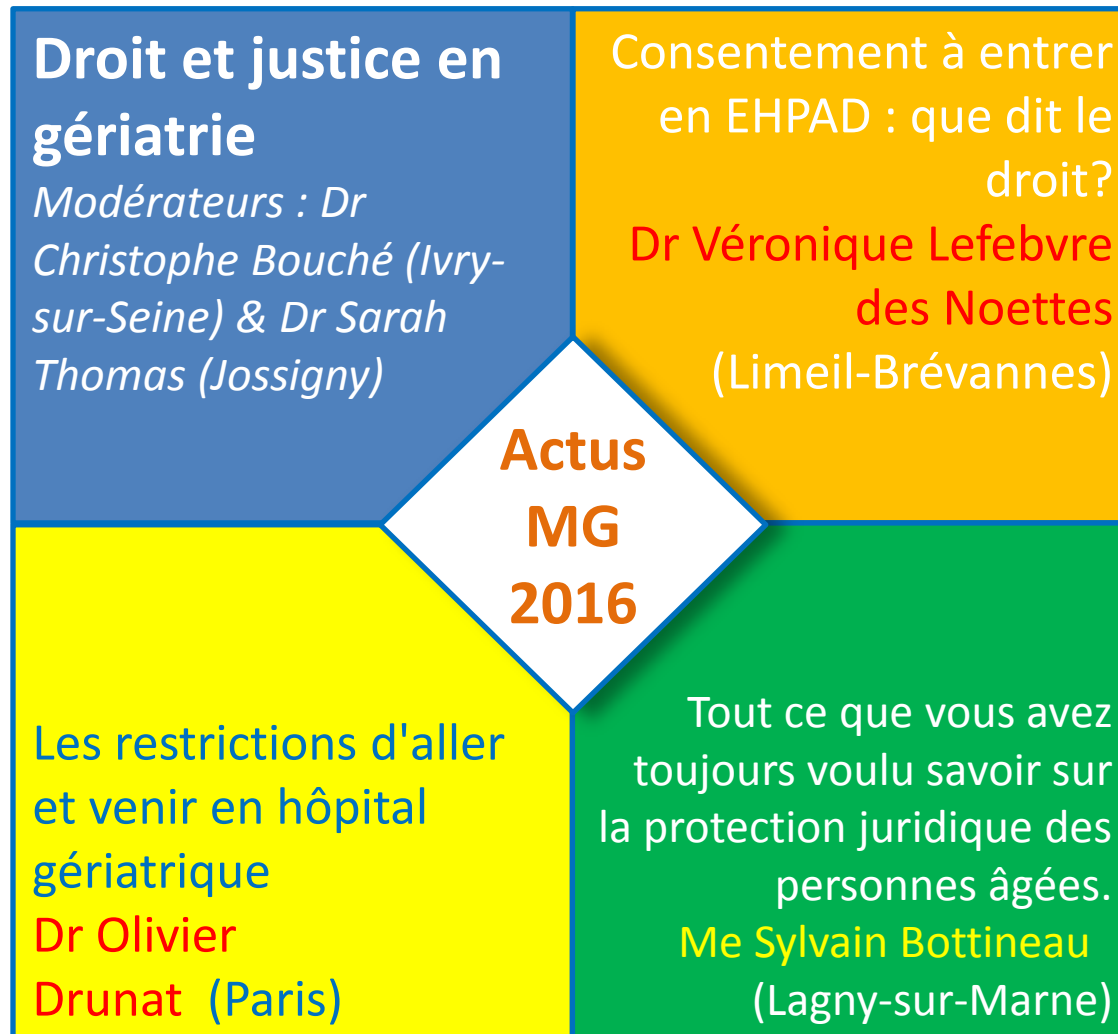 Droit et justice en
gériatrie
Modérateurs : Dr
Christophe Bouché (Ivry-
sur-Seine) & Dr Sarah
Thomas (Jossigny)
Consentement à entrer
en EHPAD : que dit le
droit?
Dr Véronique Lefebvre
des Noettes
(Limeil-Brévannes)
Actus
MG
2016
Les restrictions d'aller
et venir en hôpital
gériatrique
Dr Olivier
Drunat (Paris)
Tout ce que vous avez
toujours voulu savoir sur
la protection juridique des
personnes âgées.
Me Sylvain Bottineau
(Lagny-sur-Marne)